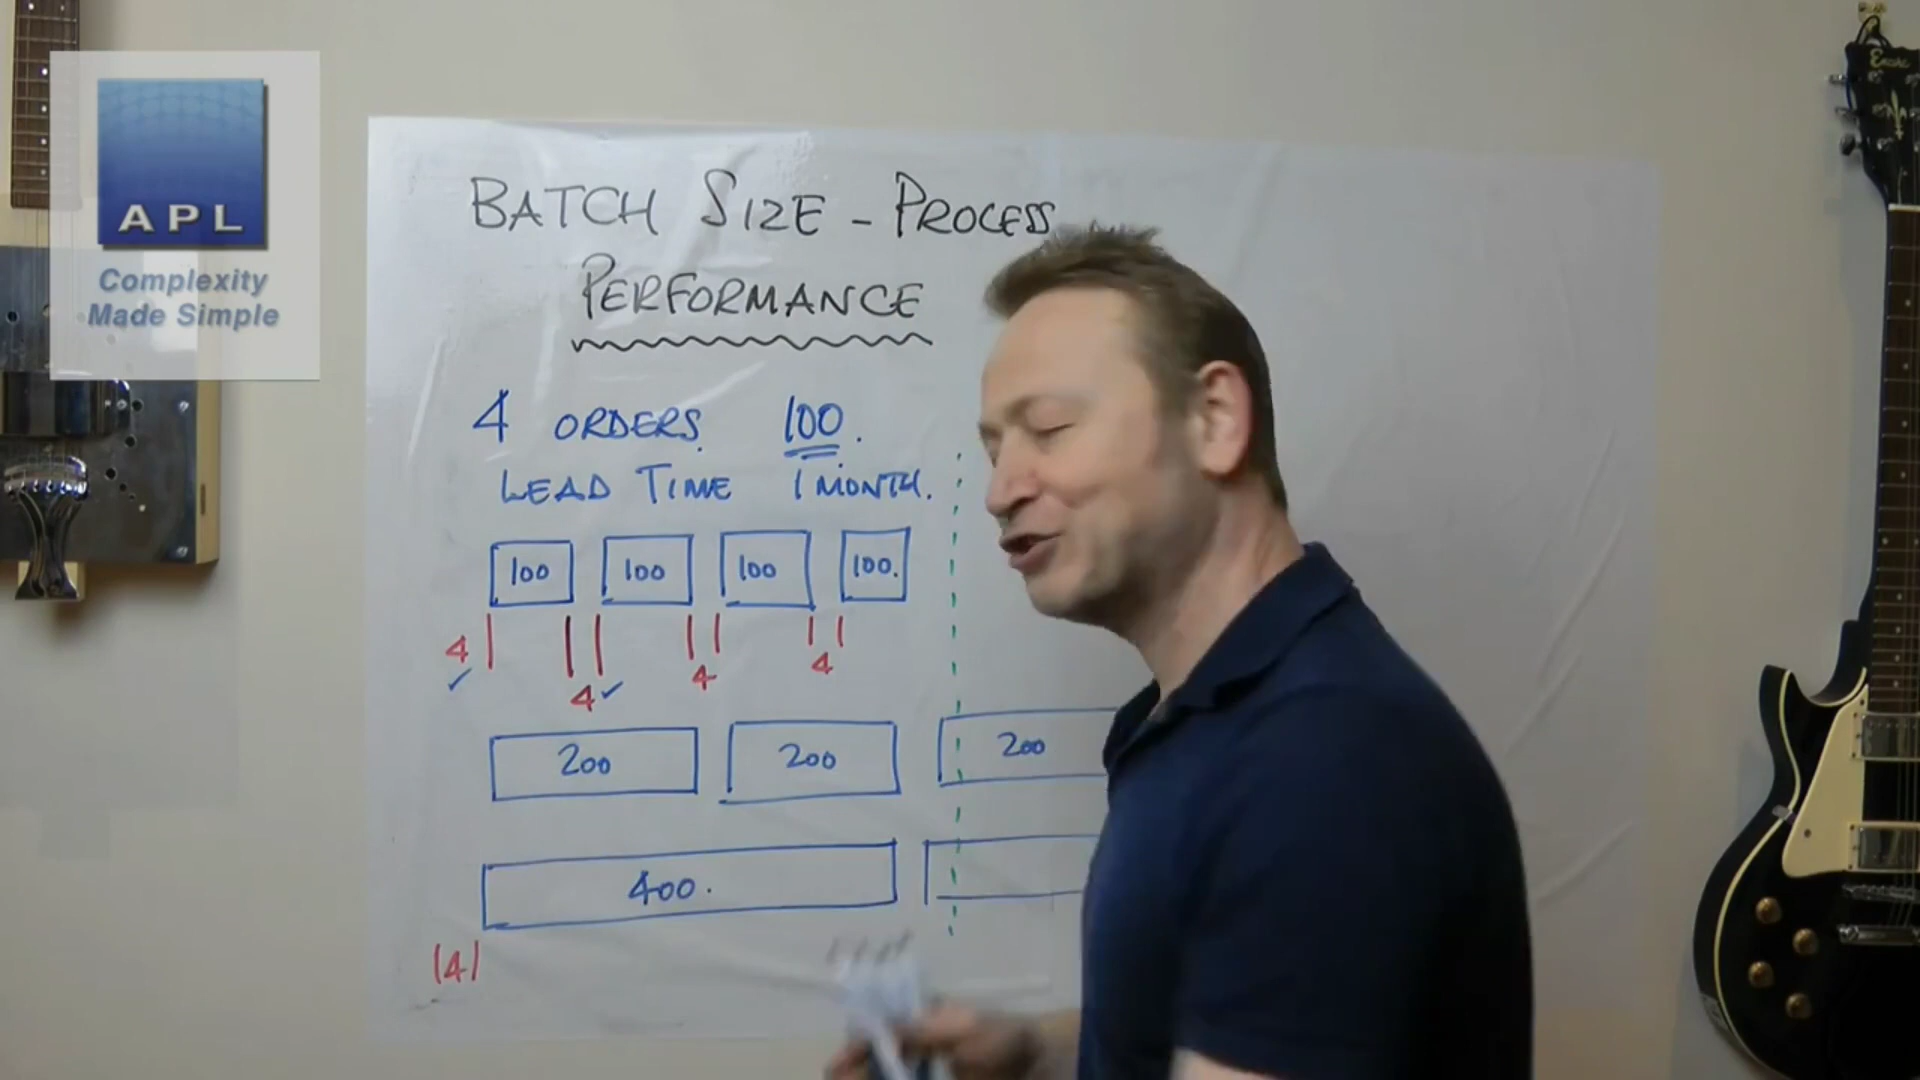 APL
Complexity
Made Simple
BATCH SIZE - PROCESS
PERFORMANCE
4 ORDERS. 100.
LEAD TIME 1 MONTH.
100 100 100 100.
4 4 4 4
200 200 200
400.
4